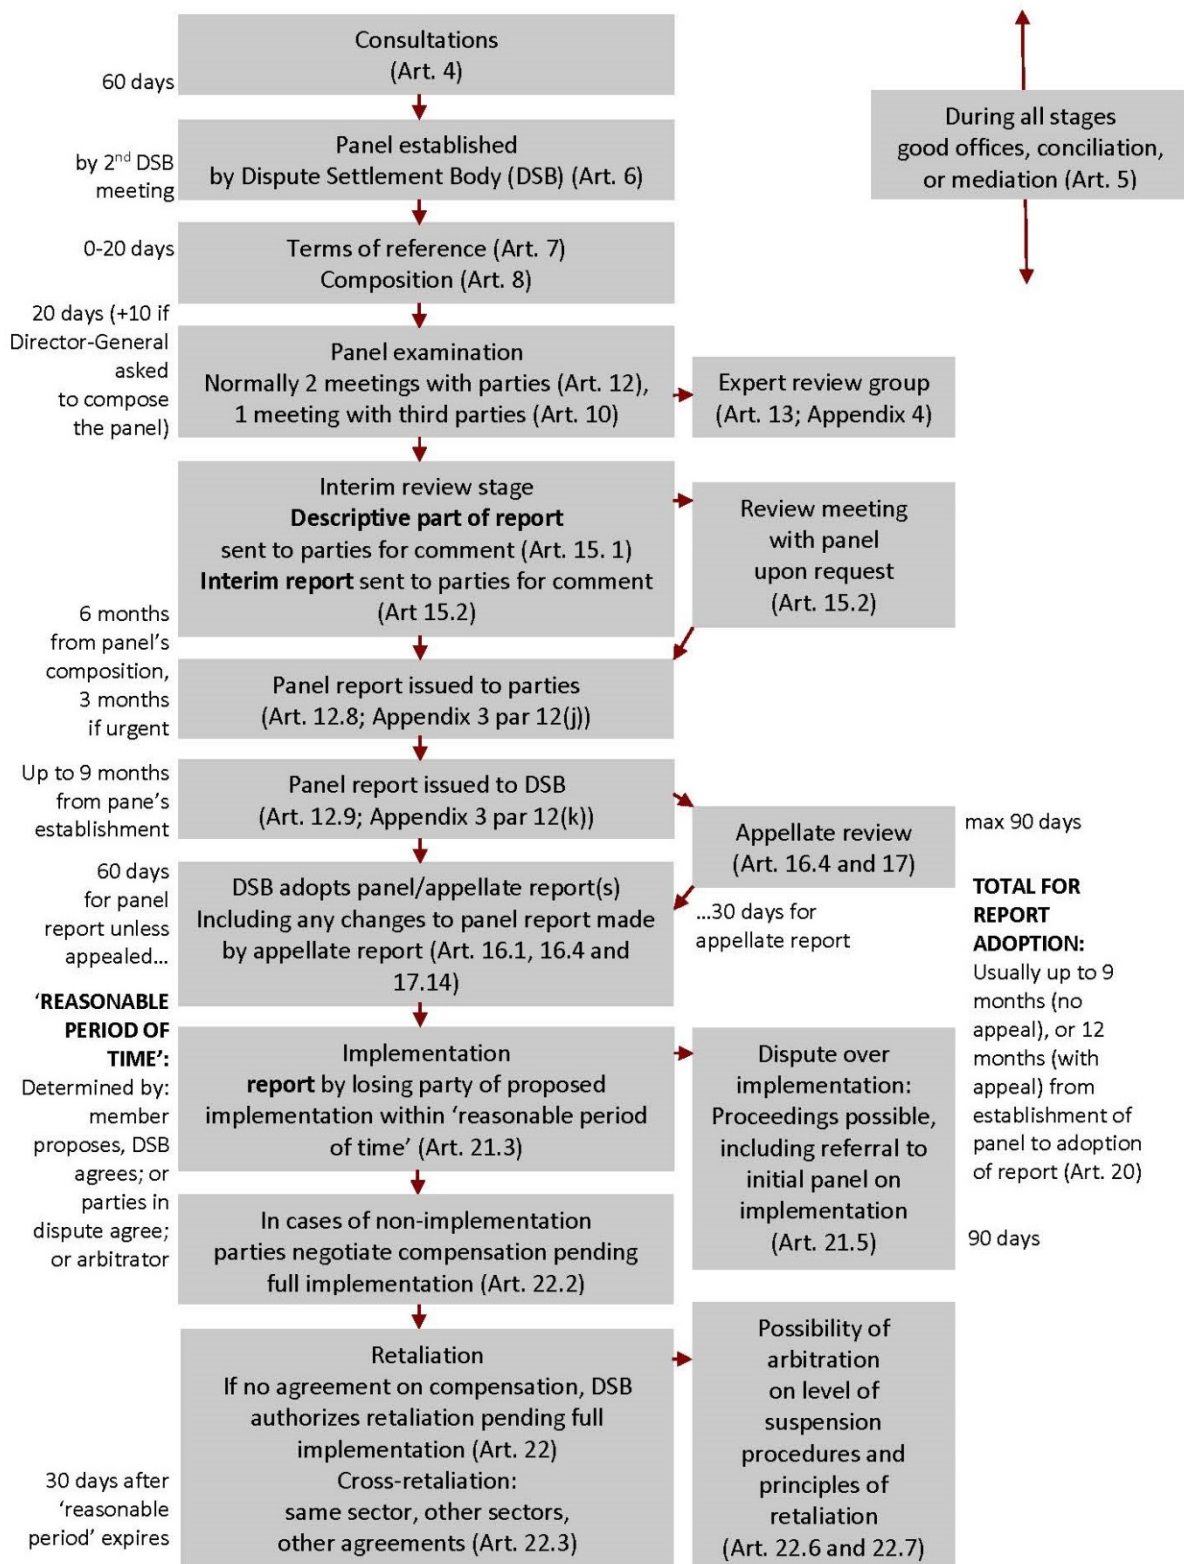 Consultations
(Art. 4)
60 days
During all stages
good offices, conciliation,
or mediation (Art. 5)
Panel established
by Dispute Settlement Body (DSB) (Art. 6)
by 2nd DSB
meeting
0-20 days
Terms of reference (Art. 7)
Composition (Art. 8)
20 days (+10 if
Director-General
asked
to compose
the panel)
Panel examination
Normally 2 meetings with parties (Art. 12),
1 meeting with third parties (Art. 10)
Expert review group
(Art. 13; Appendix 4)
Interim review stage
Descriptive part of report
sent to parties for comment (Art. 15. 1)
Interim report sent to parties for comment
(Art 15.2)
Review meeting
with panel
upon request
(Art. 15.2)
6 months
from panel's
composition,
3 months
if urgent
Panel report issued to parties
(Art. 12.8; Appendix 3 par 12(j))
Up to 9 months
from pane's
establishment
Panel report issued to DSB
(Art. 12.9; Appendix 3 par 12(k))
Appellate review
(Art. 16.4 and 17)
max 90 days
60 days
for panel
report unless
appealed...
DSB adopts panel/appellate report(s)
Including any changes to panel report made
by appellate report (Art. 16.1, 16.4 and
17.14)
...30 days for
appellate report
TOTAL FOR
REPORT
ADOPTION:
Usually up to 9
months (no
appeal), or 12
months (with
appeal) from
establishment of
panel to adoption
of report (Art. 20)
'REASONABLE
PERIOD OF
TIME':
Determined by:
member
proposes, DSB
agrees; or
parties in
dispute agree;
or arbitrator
Implementation
report by losing party of proposed
implementation within 'reasonable period
of time' (Art. 21.3)
Dispute over
implementation:
Proceedings possible,
including referral to
initial panel on
implementation
(Art. 21.5)
90 days
In cases of non-implementation
parties negotiate compensation pending
full implementation (Art. 22.2)
Retaliation
If no agreement on compensation, DSB
authorizes retaliation pending full
implementation (Art. 22)
Cross-retaliation:
same sector, other sectors,
other agreements (Art. 22.3)
30 days after
'reasonable
period' expires
Possibility of
arbitration
on level of
suspension
procedures and
principles of
retaliation
(Art. 22.6 and 22.7)